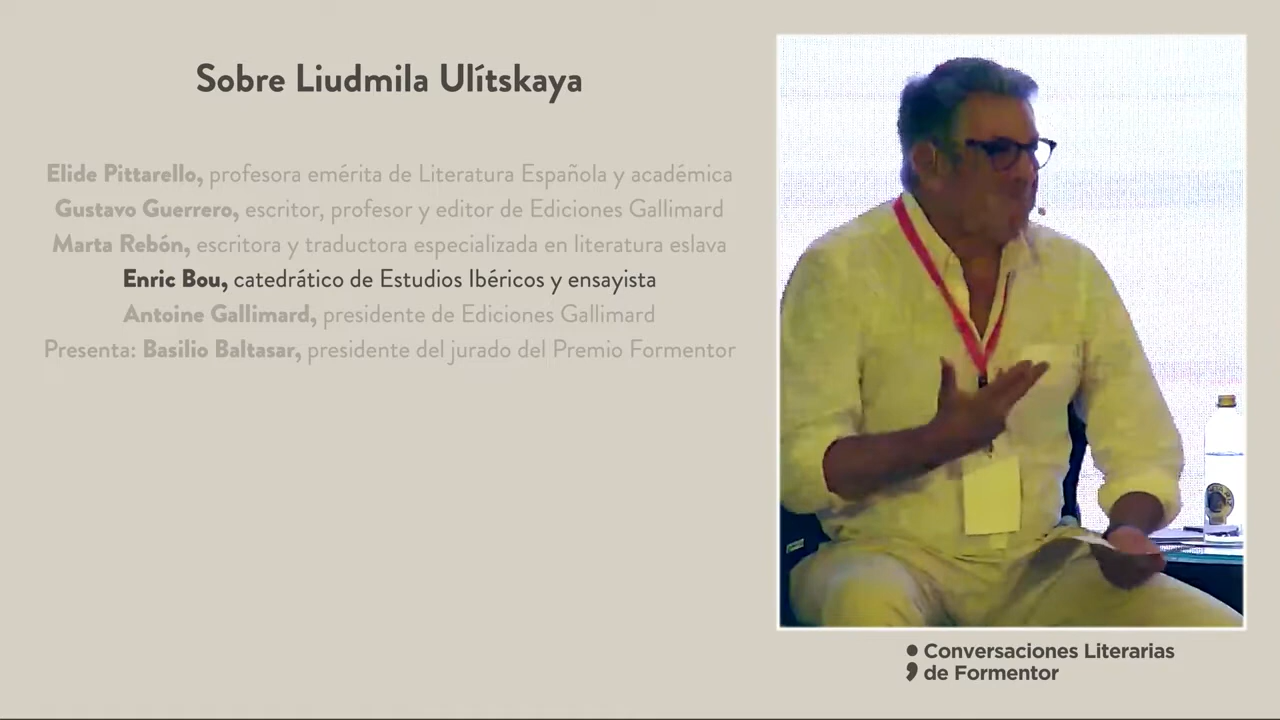 Sobre Liudmila Ulítskaya
Elide Pittarello, profesora emérita de Literatura Española y académica
Gustavo Guerrero, escritor, profesor y editor de Ediciones Gallimard
Marta Rebón, escritora y traductora especializada en literatura eslava
Enric Bou, catedrático de Estudios Ibéricos y ensayista
Antoine Gallimard, presidente de Ediciones Gallimard
Presenta: Basilio Baltasar, presidente del jurado del Premio Formentor
Conversaciones Literarias
de Formentor